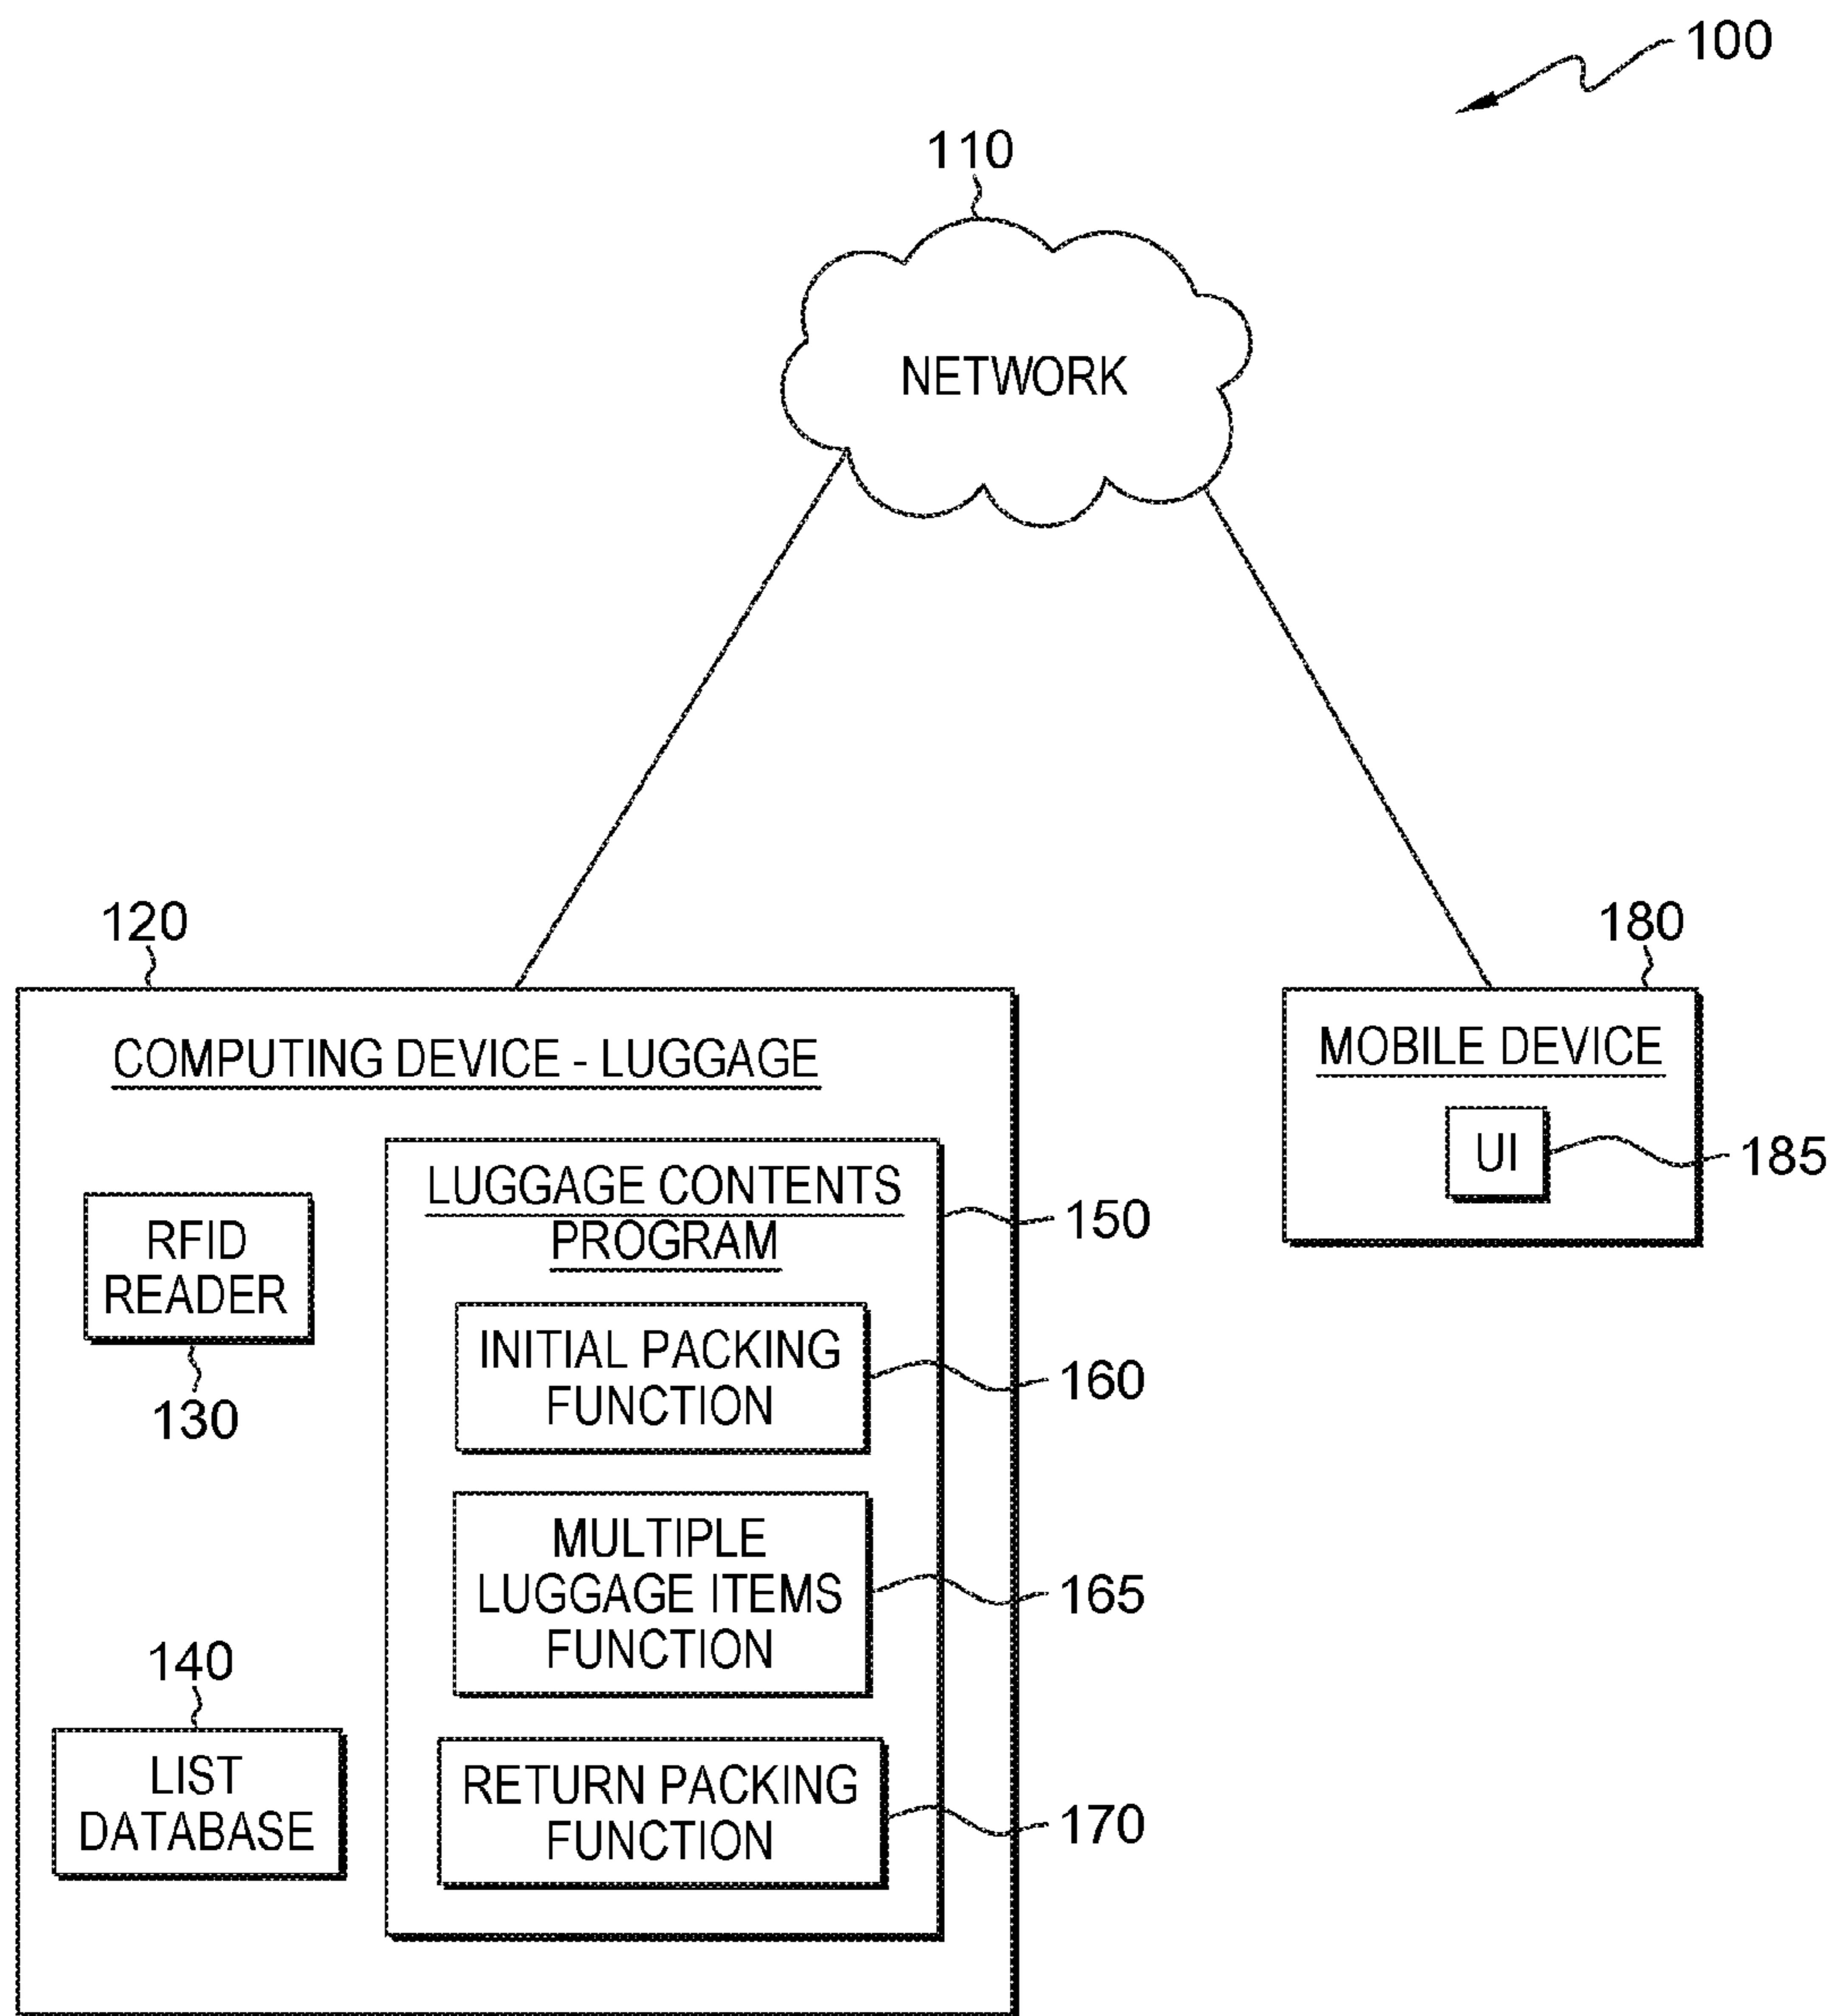 100
110
NETWORK
120
180
COMPUTING DEVICE - LUGGAGE
MOBILE DEVICE
UI
185
LUGGAGE CONTENTS
PROGRAM
150
RFID
READER
130
INITIAL PACKING
FUNCTION
160
MULTIPLE
LUGGAGE ITEMS
FUNCTION
165
140
LIST
DATABASE
RETURN PACKING
FUNCTION
170